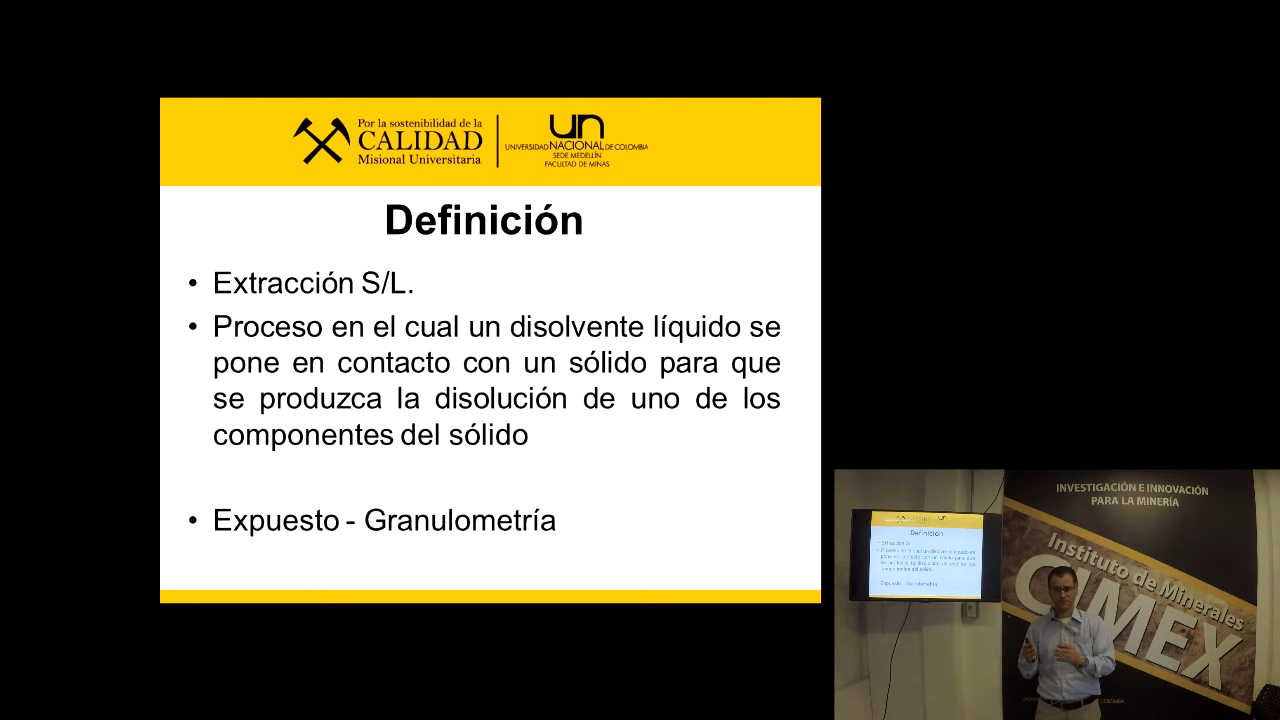 Por la sostenibilidad de la
CALIDAD
Misional Universitaria
un
UNIVERSIDAD NACIONAL DE COLOMBIA
SEDE MEDELLÍN
FACULTAD DE MINAS
Definición
• Extracción S/L.
• Proceso en el cual un disolvente líquido se
pone en contacto con un sólido para que
se produzca la disolución de uno de los
componentes del sólido
• Expuesto - Granulometría
INVESTIGACIÓN E INNOVACIÓN
PARA LA MINERÍA
Instituto de Minerales
CIMEX
Definición